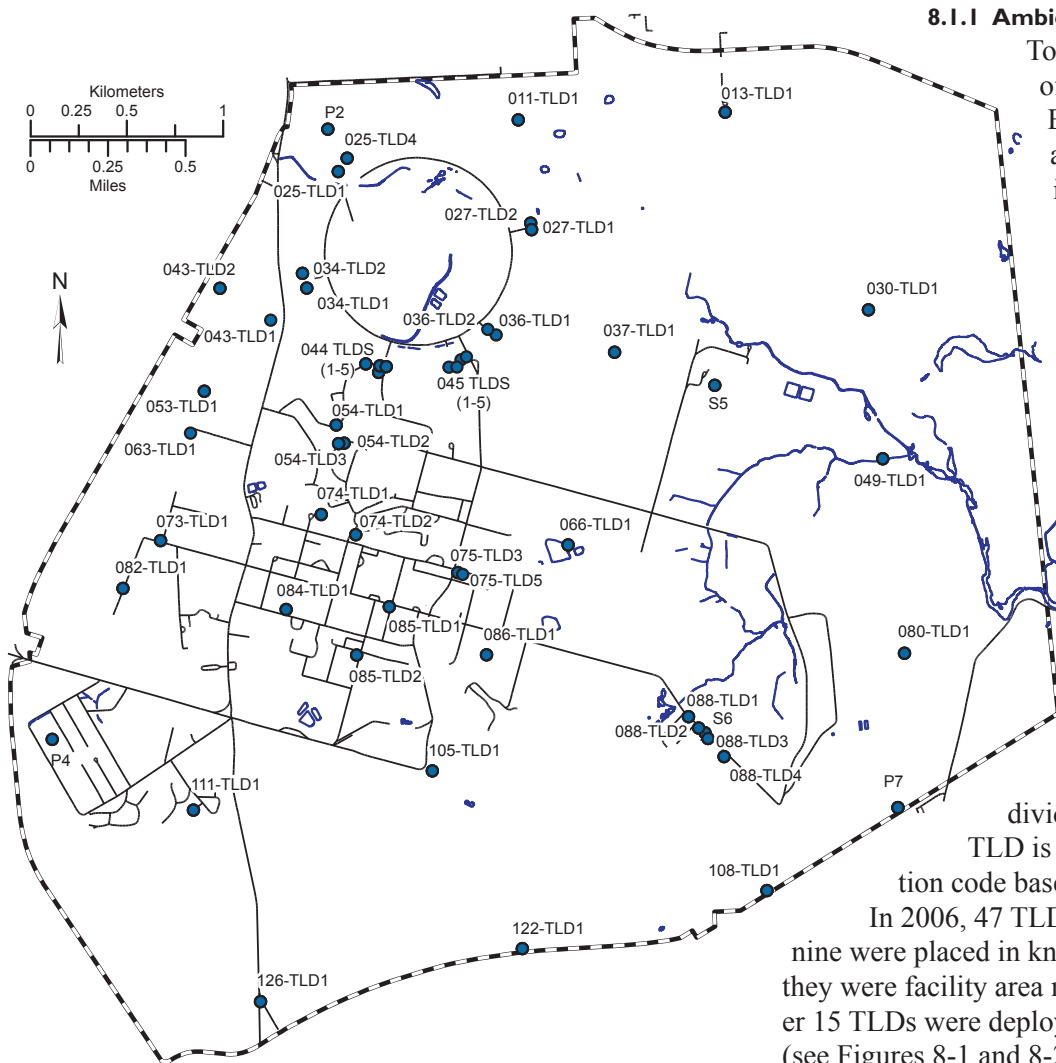 8.1.1 Ambie
To
of
a
i
Kilometers
0 0.25 0.5 1
0 0.25 0.5
Miles
N
P2
011-TLD1
013-TLD1
025-TLD4
025-TLD1
027-TLD2
027-TLD1
043-TLD2
034-TLD2
034-TLD1
030-TLD1
043-TLD1
036-TLD2
036-TLD1
037-TLD1
044 TLDS
(1-5)
045 TLDS
(1-5)
S5
053-TLD1
054-TLD1
063-TLD1
054-TLD2
054-TLD3
049-TLD1
074-TLD1
073-TLD1
074-TLD2
066-TLD1
075-TLD3
075-TLD5
082-TLD1
084-TLD1
085-TLD1
086-TLD1
080-TLD1
085-TLD2
088-TLD1
S6
088-TLD2
088-TLD3
088-TLD4
P4
105-TLD1
111-TLD1
P7
108-TLD1
122-TLD1
126-TLD1
divid
TLD is
tion code base
In 2006, 47 TLD
nine were placed in kn
they were facility area m
er 15 TLDs were deploy
(see Figures 8-1 and 8-2